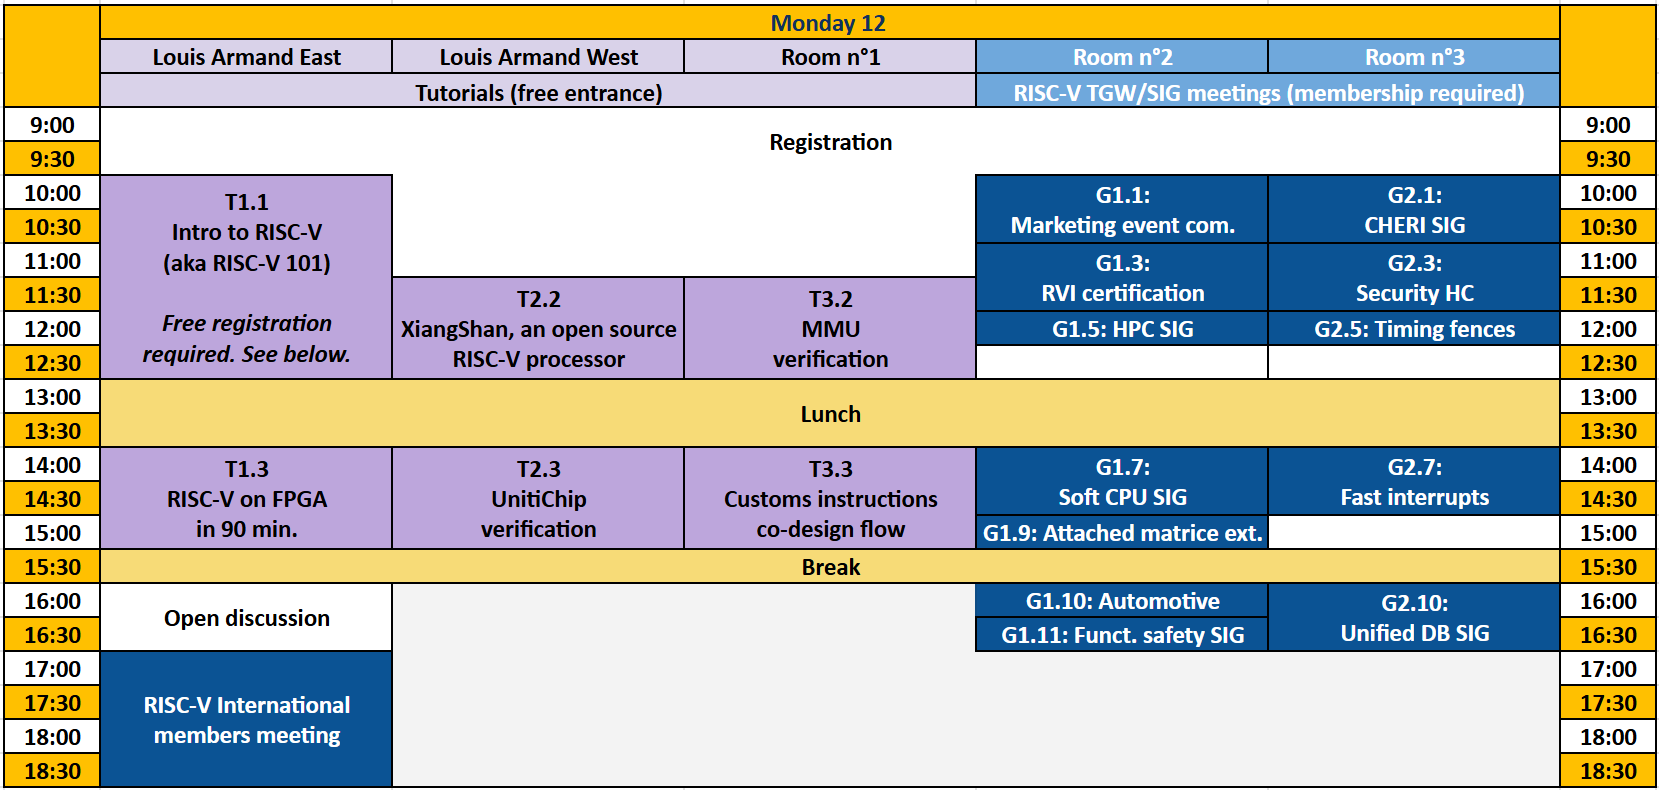 Monday 12
Louis Armand East
Louis Armand West
Room n°1
Room n°2
Room n°3
Tutorials (free entrance)
RISC-V TGW/SIG meetings (membership required)
9:00
Registration
9:00
9:30
9:30
10:00
T1.1
Intro to RISC-V
(aka RISC-V 101)
Free registration
required. See below.
G1.1:
Marketing event com.
G2.1:
CHERI SIG
10:00
10:30
10:30
11:00
G1.3:
RVI certification
G2.3:
Security HC
11:00
11:30
T2.2
XiangShan, an open source
RISC-V processor
T3.2
MMU
verification
11:30
12:00
G1.5: HPC SIG
G2.5: Timing fences
12:00
12:30
12:30
13:00
Lunch
13:00
13:30
13:30
14:00
T1.3
RISC-V on FPGA
in 90 min.
T2.3
UnitiChip
verification
T3.3
Customs instructions
co-design flow
G1.7:
Soft CPU SIG
G2.7:
Fast interrupts
14:00
14:30
14:30
15:00
G1.9: Attached matrice ext.
15:00
15:30
Break
15:30
16:00
Open discussion
G1.10: Automotive
G2.10:
Unified DB SIG
16:00
16:30
G1.11: Funct. safety SIG
16:30
17:00
RISC-V International
members meeting
17:00
17:30
17:30
18:00
18:00
18:30
18:30